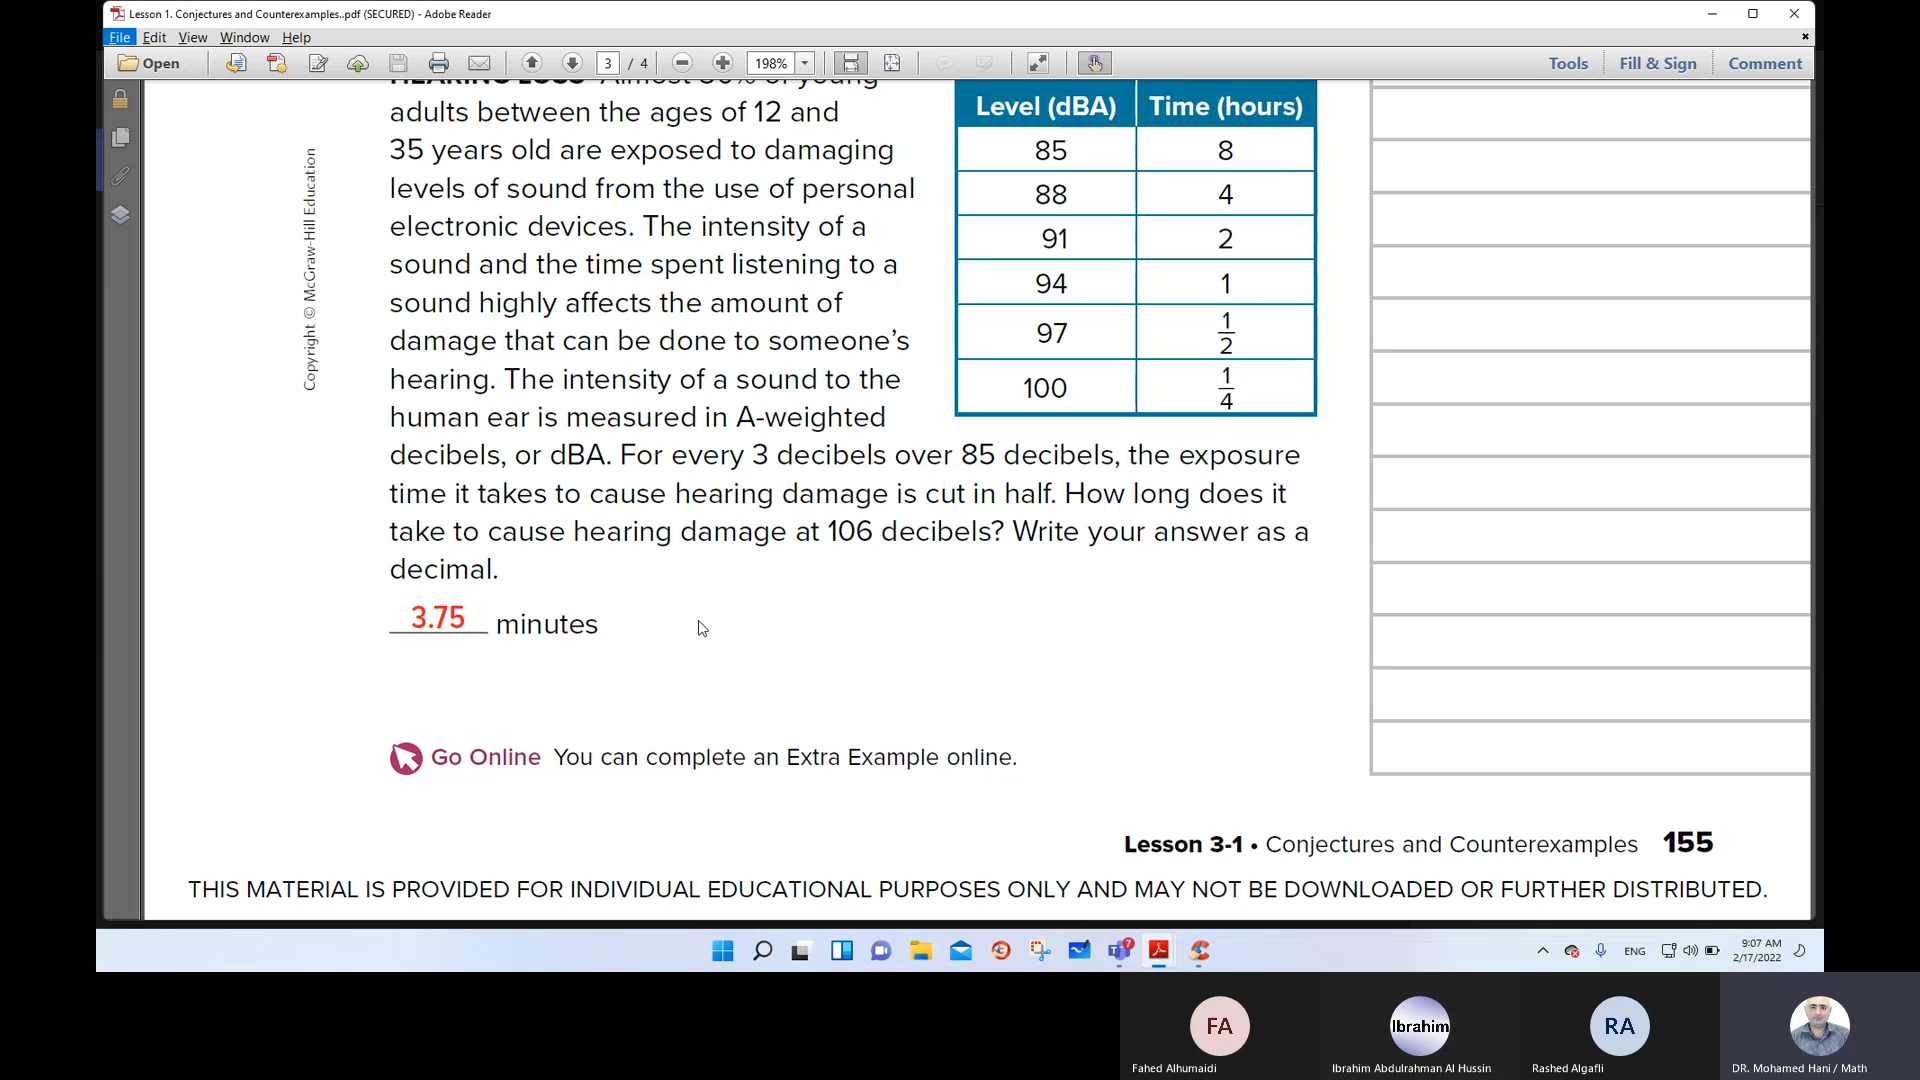 Lesson 1. Conjectures and Counterexamples..pdf (SECURED) - Adobe Reader
File Edit View Window Help
Open 3 / 4 198% Tools Fill & Sign Comment
HEARING LOSS Almost 50% of young
adults between the ages of 12 and
35 years old are exposed to damaging
levels of sound from the use of personal
electronic devices. The intensity of a
sound and the time spent listening to a
sound highly affects the amount of
damage that can be done to someone’s
hearing. The intensity of a sound to the
human ear is measured in A-weighted
decibels, or dBA. For every 3 decibels over 85 decibels, the exposure
time it takes to cause hearing damage is cut in half. How long does it
take to cause hearing damage at 106 decibels? Write your answer as a
decimal.
Level (dBA) Time (hours)
85 8
88 4
91 2
94 1
97 1/2
100 1/4
3.75 minutes
Copyright © McGraw-Hill Education
Go Online You can complete an Extra Example online.
Lesson 3-1 • Conjectures and Counterexamples 155
THIS MATERIAL IS PROVIDED FOR INDIVIDUAL EDUCATIONAL PURPOSES ONLY AND MAY NOT BE DOWNLOADED OR FURTHER DISTRIBUTED.
7
ENG
9:07 AM
2/17/2022
FA
Ibrahim
RA
Fahed Alhumaidi
Ibrahim Abdulrahman Al Hussin
Rashed Algafli
DR. Mohamed Hani / Math